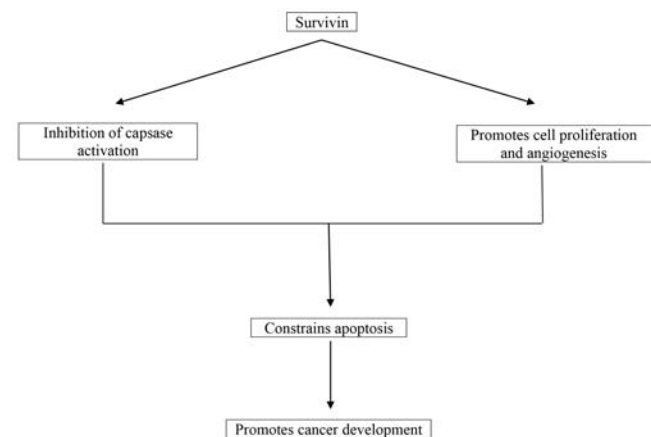 Survivin
Inhibition of capsase
activation
Promotes cell proliferation
and angiogenesis
Constrains apoptosis
Promotes cancer development